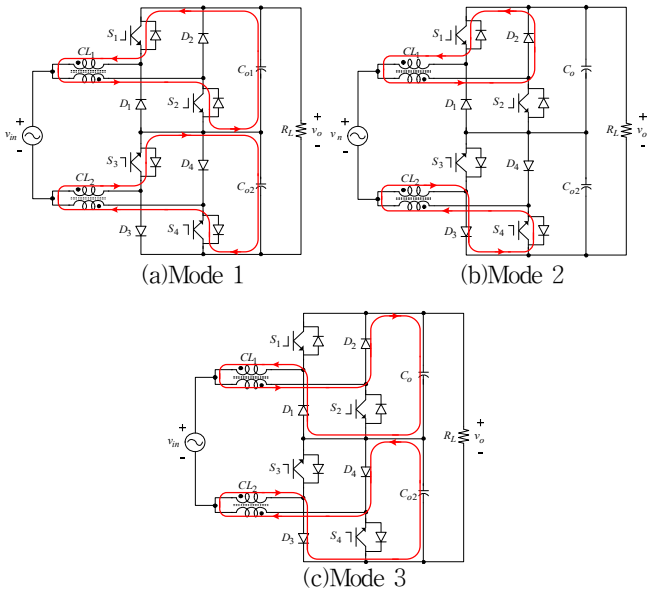 S1
D2
CL1
Co1
D1
S2
+
vin
-
RL
+
vo
-
S3
D4
CL2
Co2
D3
S4
(a)Mode 1
S1
D2
CL1
Co
D1
S2
+
v n
-
RL
+
vo
-
S3
D4
CL2
Co2
D3
S4
(b)Mode 2
S1
D2
CL1
Co
D1
S2
+
vin
-
RL
+
vo
-
S3
D4
CL2
Co2
D3
S4
(c)Mode 3